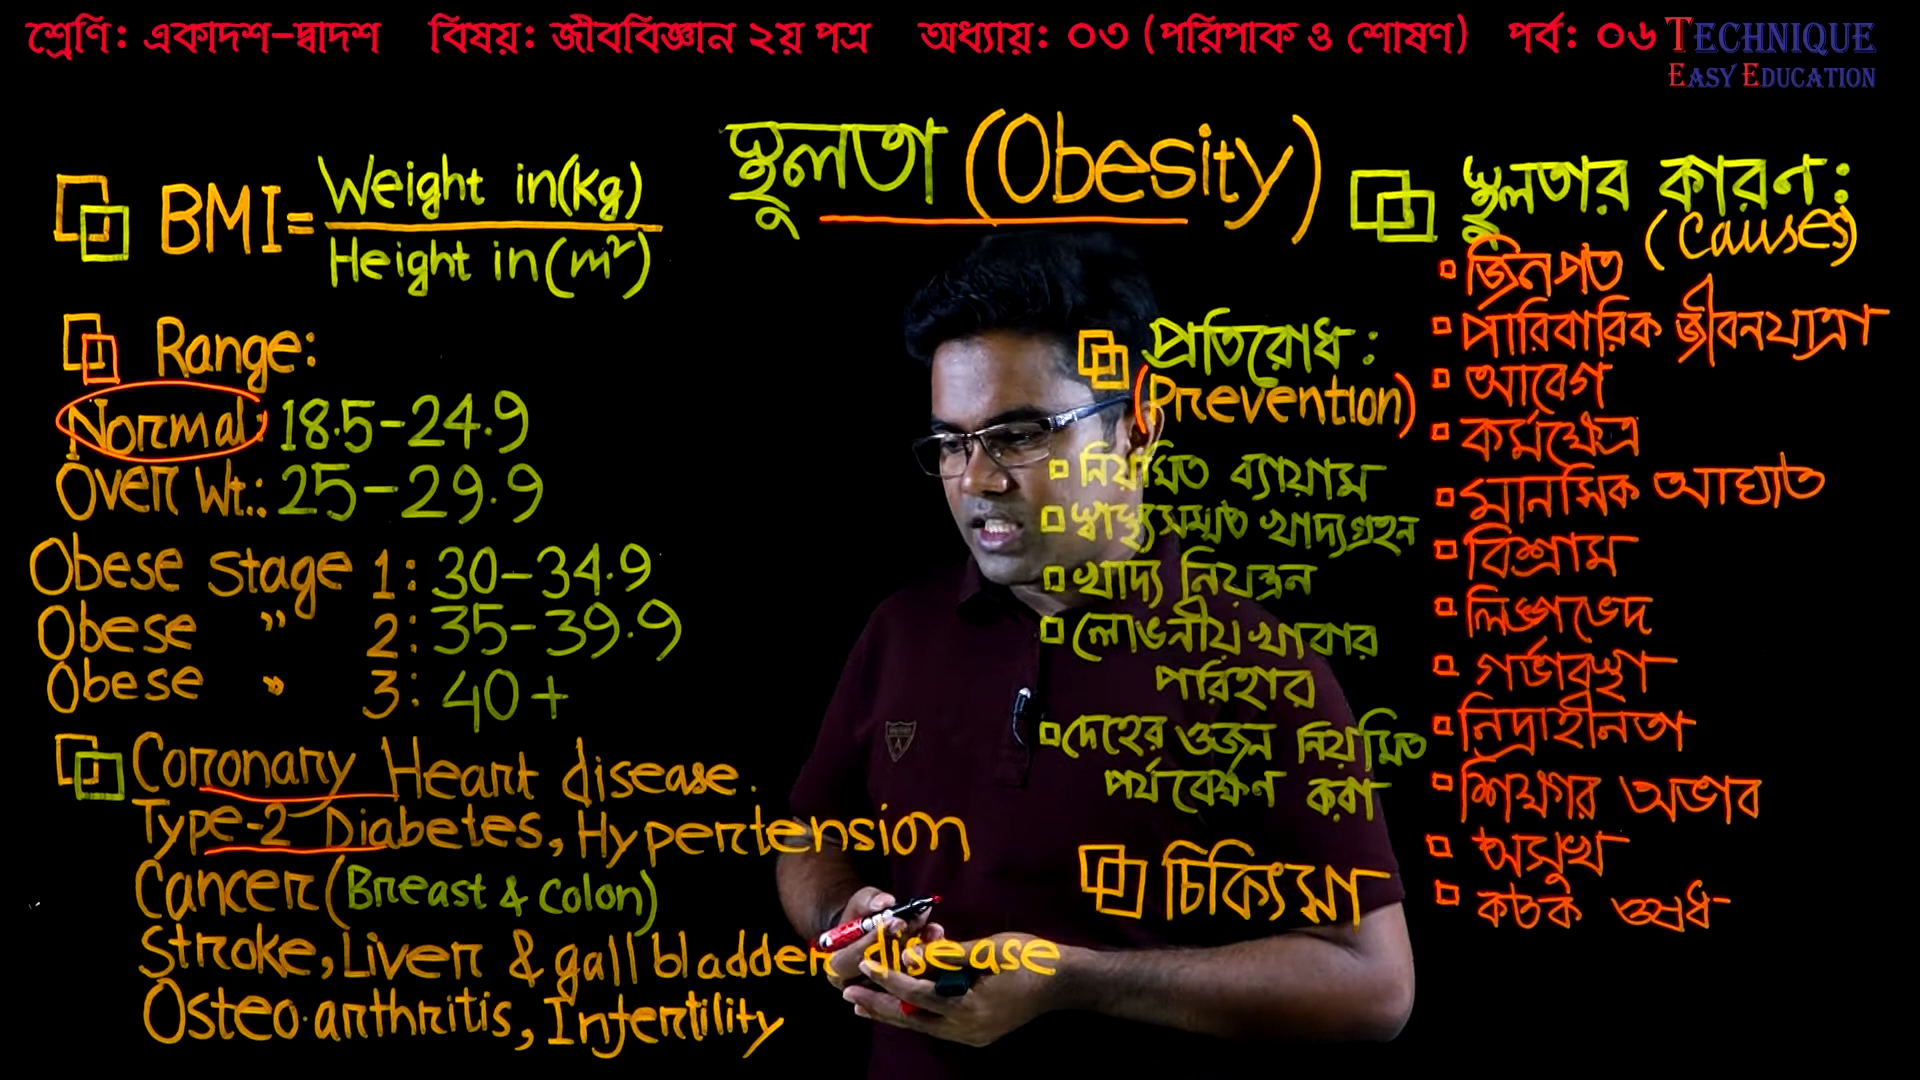 শ্রেণি: একাদশ-দ্বাদশ বিষয়: জীববিজ্ঞান ২য় পত্র অধ্যায়: ০৩ (পরিপাক ও শোষণ) পর্ব: ০৬
TECHNIQUE
EASY EDUCATION
স্থূলতা (Obesity)
BMI = Weight in (Kg)
Height in (m²)
Range:
Normal: 18.5-24.9
Over Wt.: 25-29.9
Obese Stage 1: 30-34.9
Obese " 2: 35-39.9
Obese " 3: 40+
Coronary Heart disease.
Type-2 Diabetes, Hypertension
Cancer (Breast & Colon)
Stroke, Liver & gall bladder disease
Osteo.arthritis, Infertility
প্রতিরোধ:
(Prevention)
নিয়মিত ব্যায়াম
স্বাস্থ্যসম্মত খাদ্যগ্রহন
খাদ্য নিয়ন্ত্রন
লোভনীয় খাবার
পরিহার
দেহের ওজন নিয়মিত
পর্যবেক্ষণ করা
চিকিৎসা
স্থূলতার কারণ:
(Causes)
জিনগত
পারিবারিক জীবনযাত্রা
আবেগ
কর্মক্ষেত্র
মানসিক আঘাত
বিশ্রাম
লিঙ্গভেদ
গর্ভাবস্থা
নিদ্রাহীনতা
শিক্ষার অভাব
অসুখ